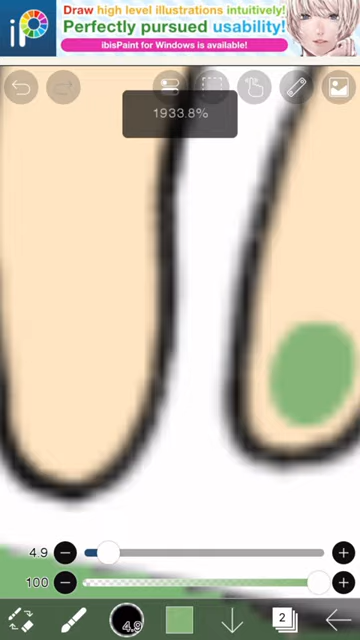 iP
Draw high level illustrations intuitively!
Perfectly pursued usability!
ibisPaint for Windows is available!
1933.8%
4.9
100
4.9
2